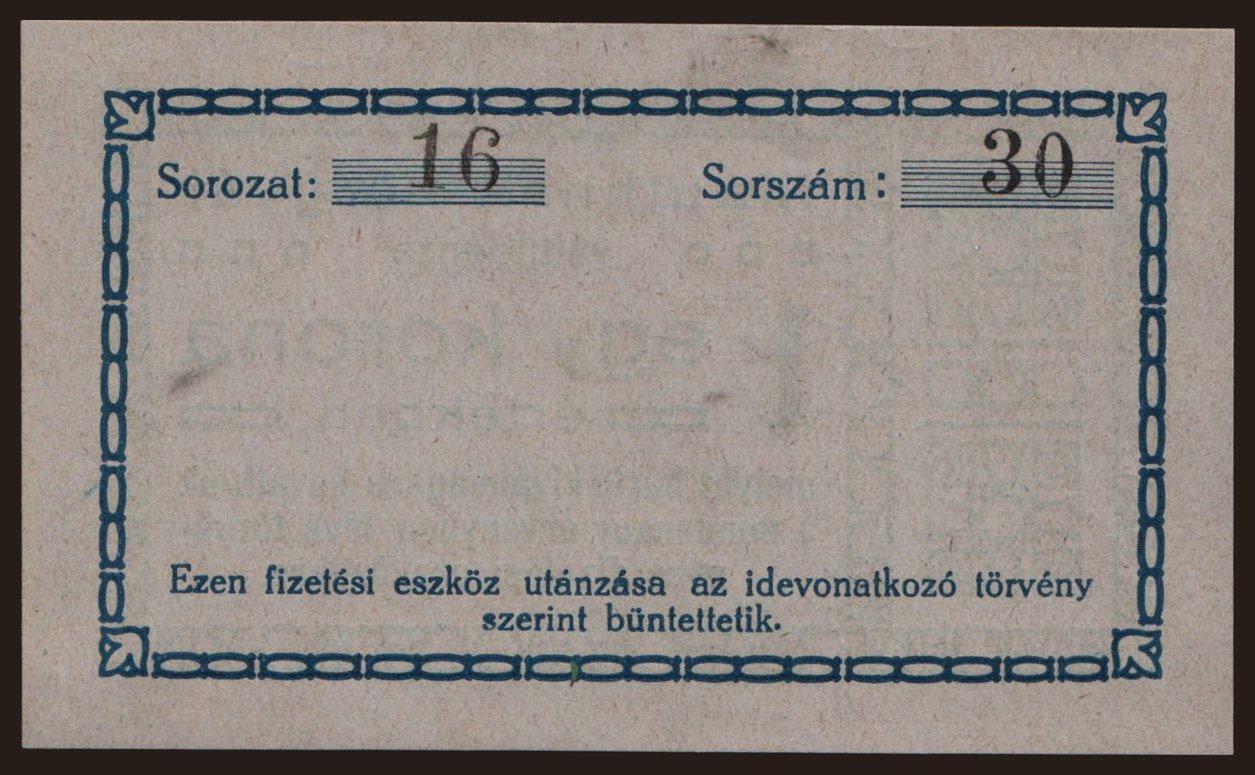 Sorozat: 16 Sorszám: 30
Ezen fizetési eszköz utánzása az idevonatkozó törvény
szerint büntettetik.